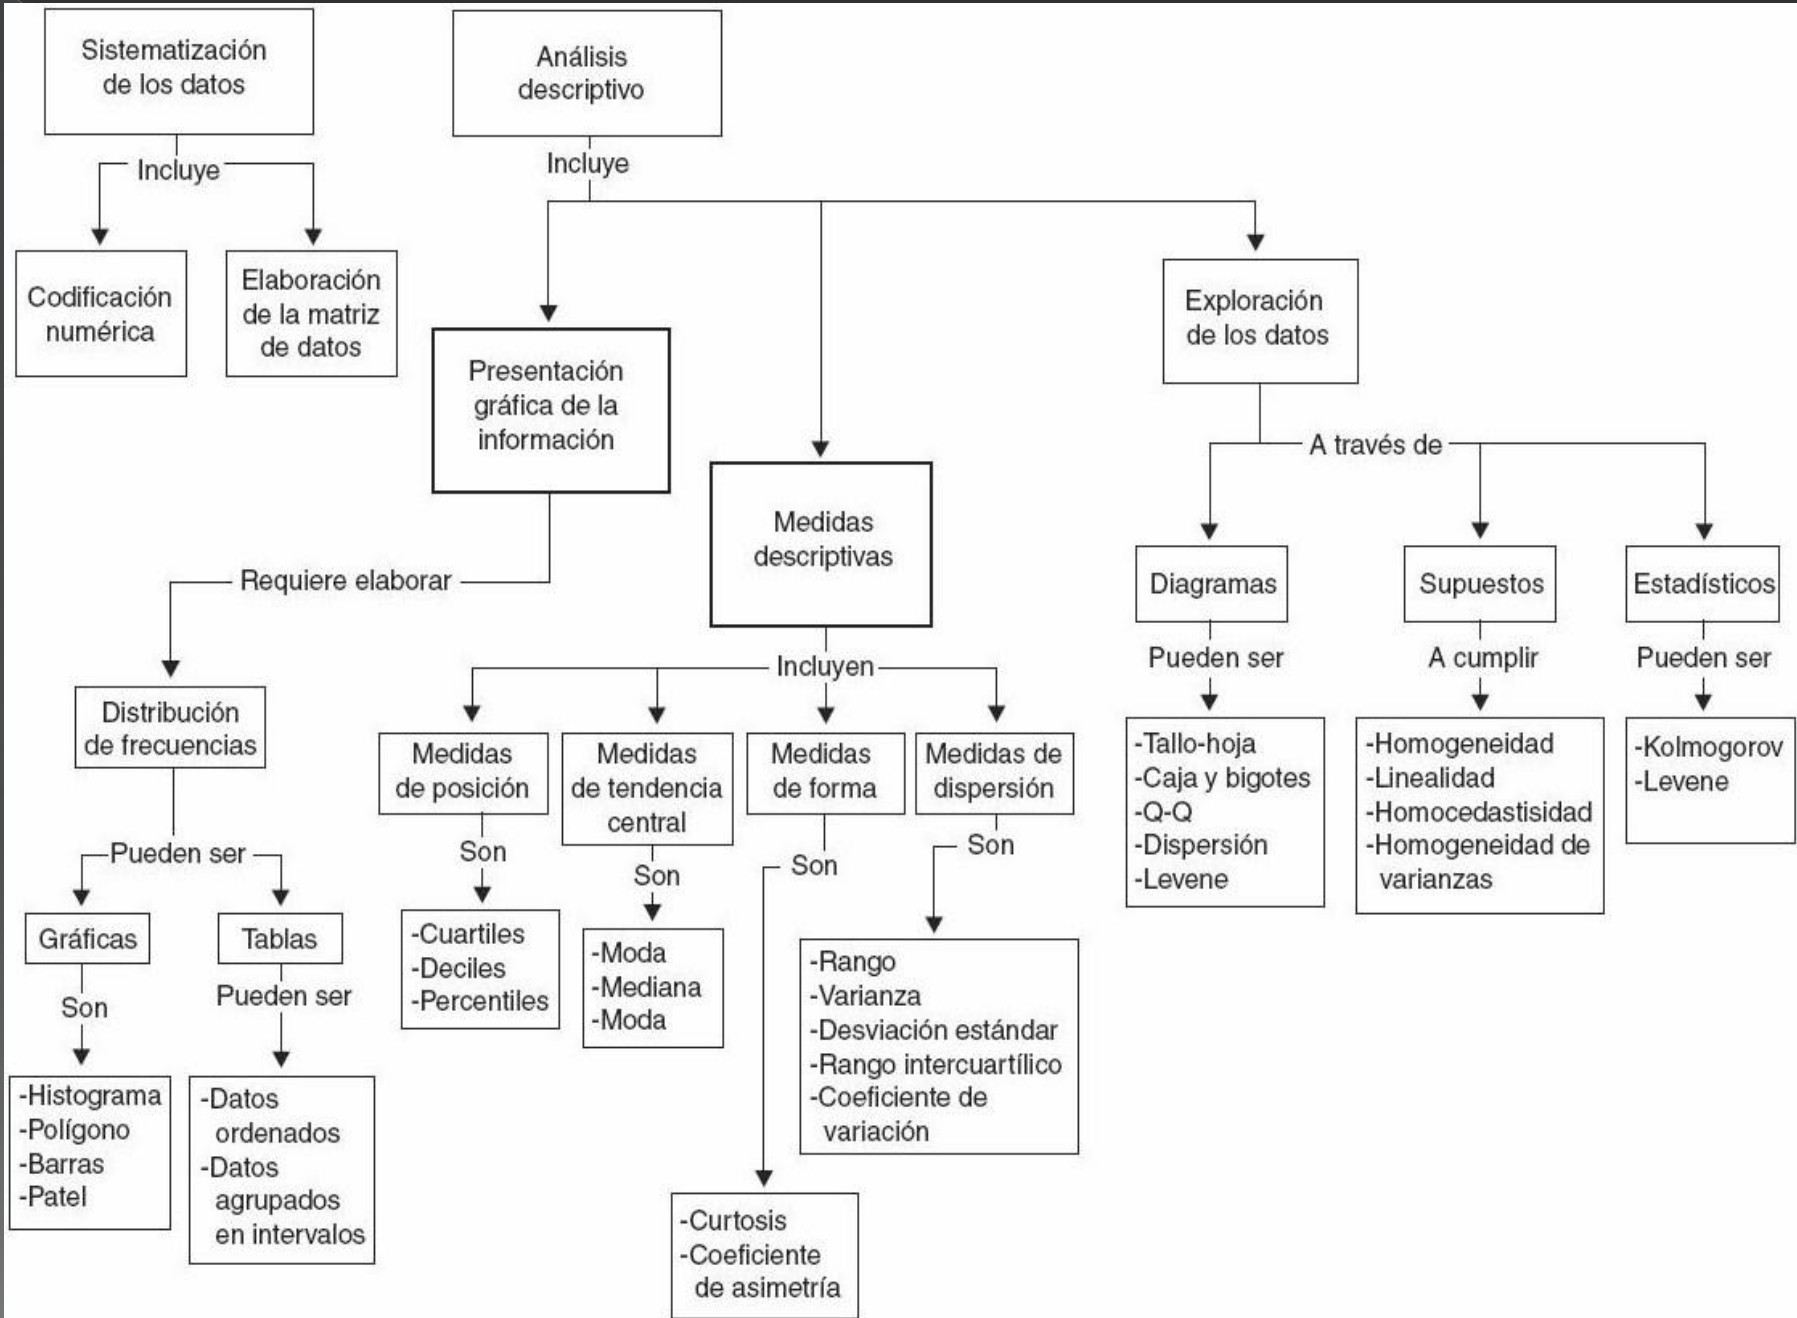 Sistematización
de los datos
Incluye
Codificación
numérica
Elaboración
de la matriz
de datos
Análisis
descriptivo
Incluye
Presentación
gráfica de la
información
Requiere elaborar
Distribución
de frecuencias
Pueden ser
Gráficas
Son
-Histograma
-Polígono
-Barras
-Patel
Tablas
Pueden ser
-Datos
ordenados
-Datos
agrupados
en intervalos
Medidas
descriptivas
Incluyen
Medidas
de posición
Son
-Cuartiles
-Deciles
-Percentiles
Medidas
de tendencia
central
Son
-Moda
-Mediana
-Moda
Medidas
de forma
Son
-Curtosis
-Coeficiente
de asimetría
Medidas de
dispersión
Son
-Rango
-Varianza
-Desviación estándar
-Rango intercuartílico
-Coeficiente de
variación
Exploración
de los datos
A través de
Diagramas
Pueden ser
-Tallo-hoja
-Caja y bigotes
-Q-Q
-Dispersión
-Levene
Supuestos
A cumplir
-Homogeneidad
-Linealidad
-Homocedastisidad
-Homogeneidad de
varianzas
Estadísticos
Pueden ser
-Kolmogorov
-Levene